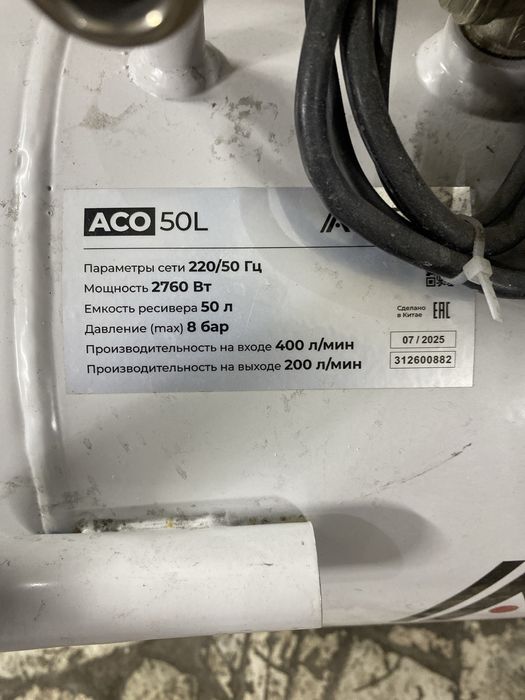 ACO 50L
Параметры сети 220/50 Гц
Мощность 2760 Вт
Емкость ресивера 50 л
Давление (max) 8 бар
Производительность на входе 400 л/мин
Производительность на выходе 200 л/мин
Сделано
в Китае
EAC
07 / 2025
312600882